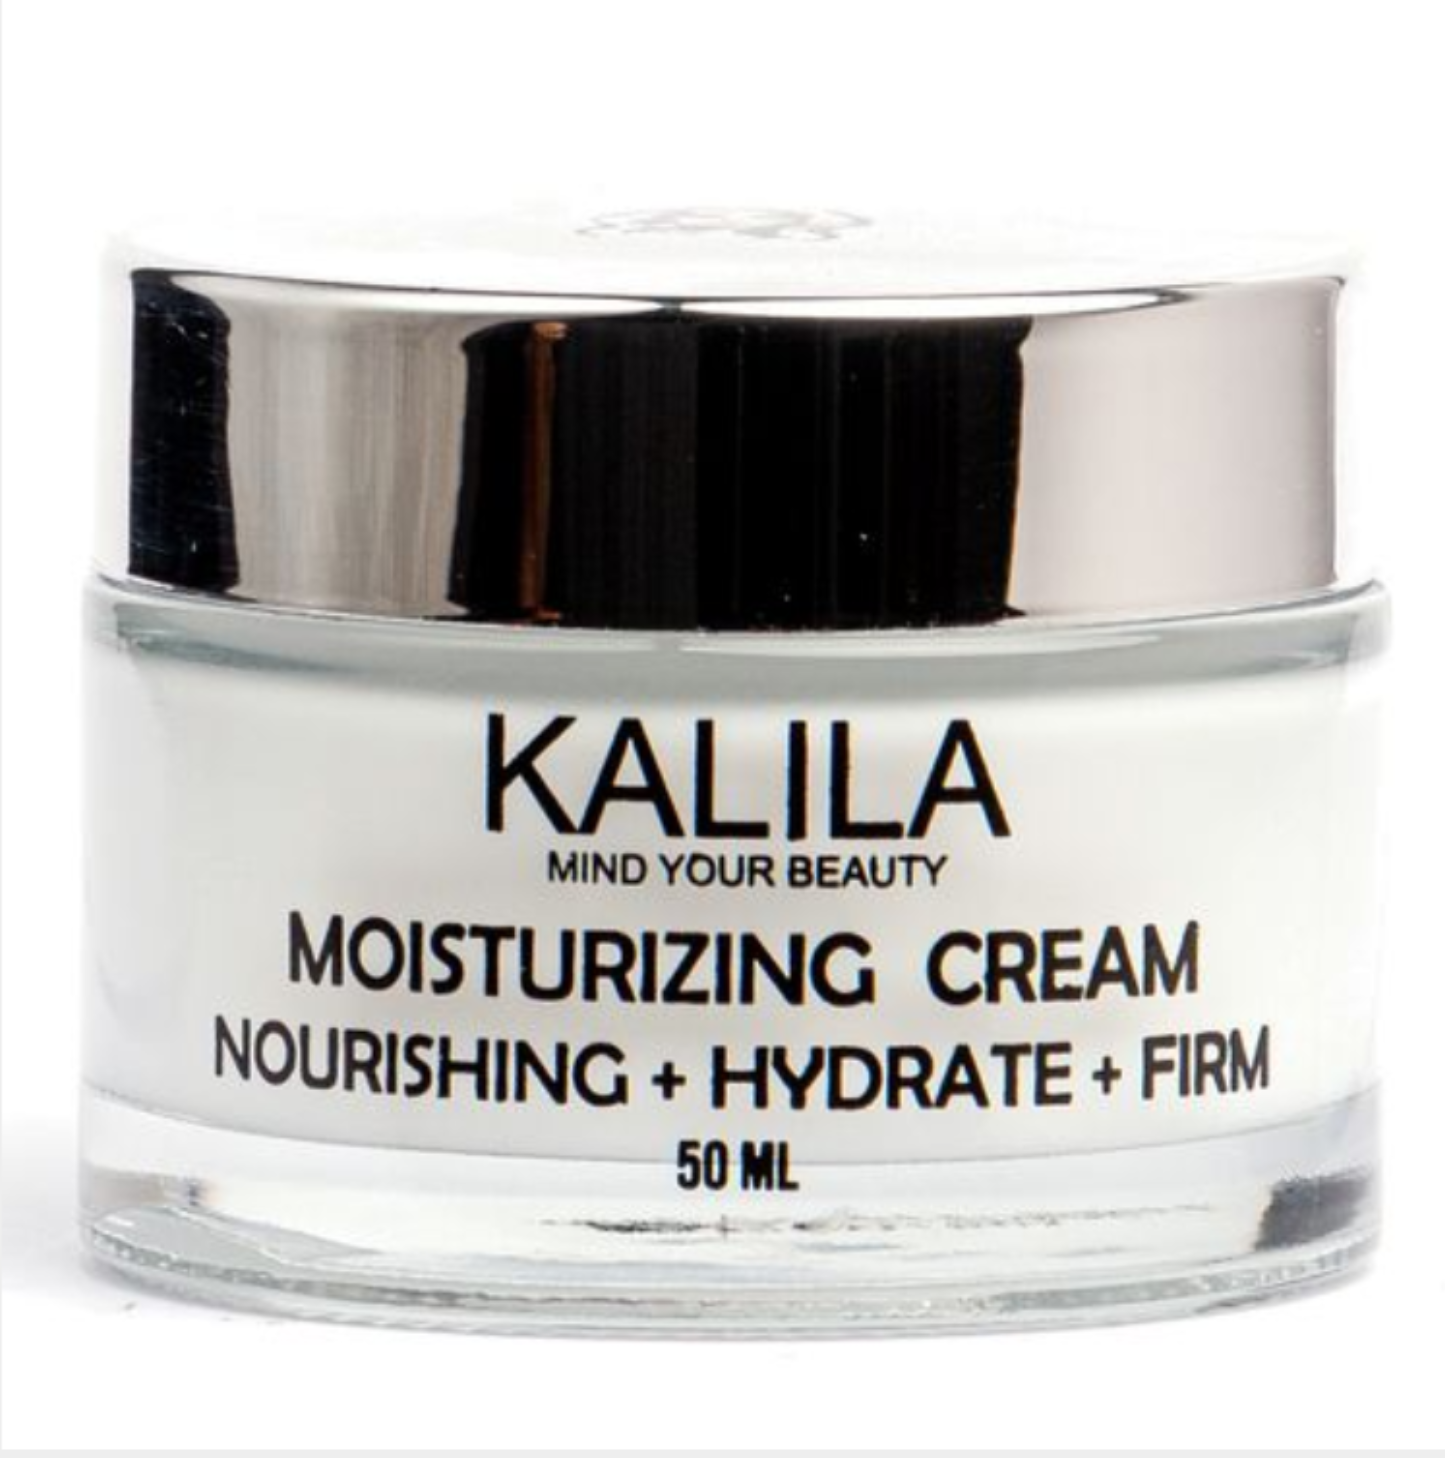 KALILA
MIND YOUR BEAUTY
MOISTURIZING CREAM
NOURISHING + HYDRATE + FIRM
50 ML